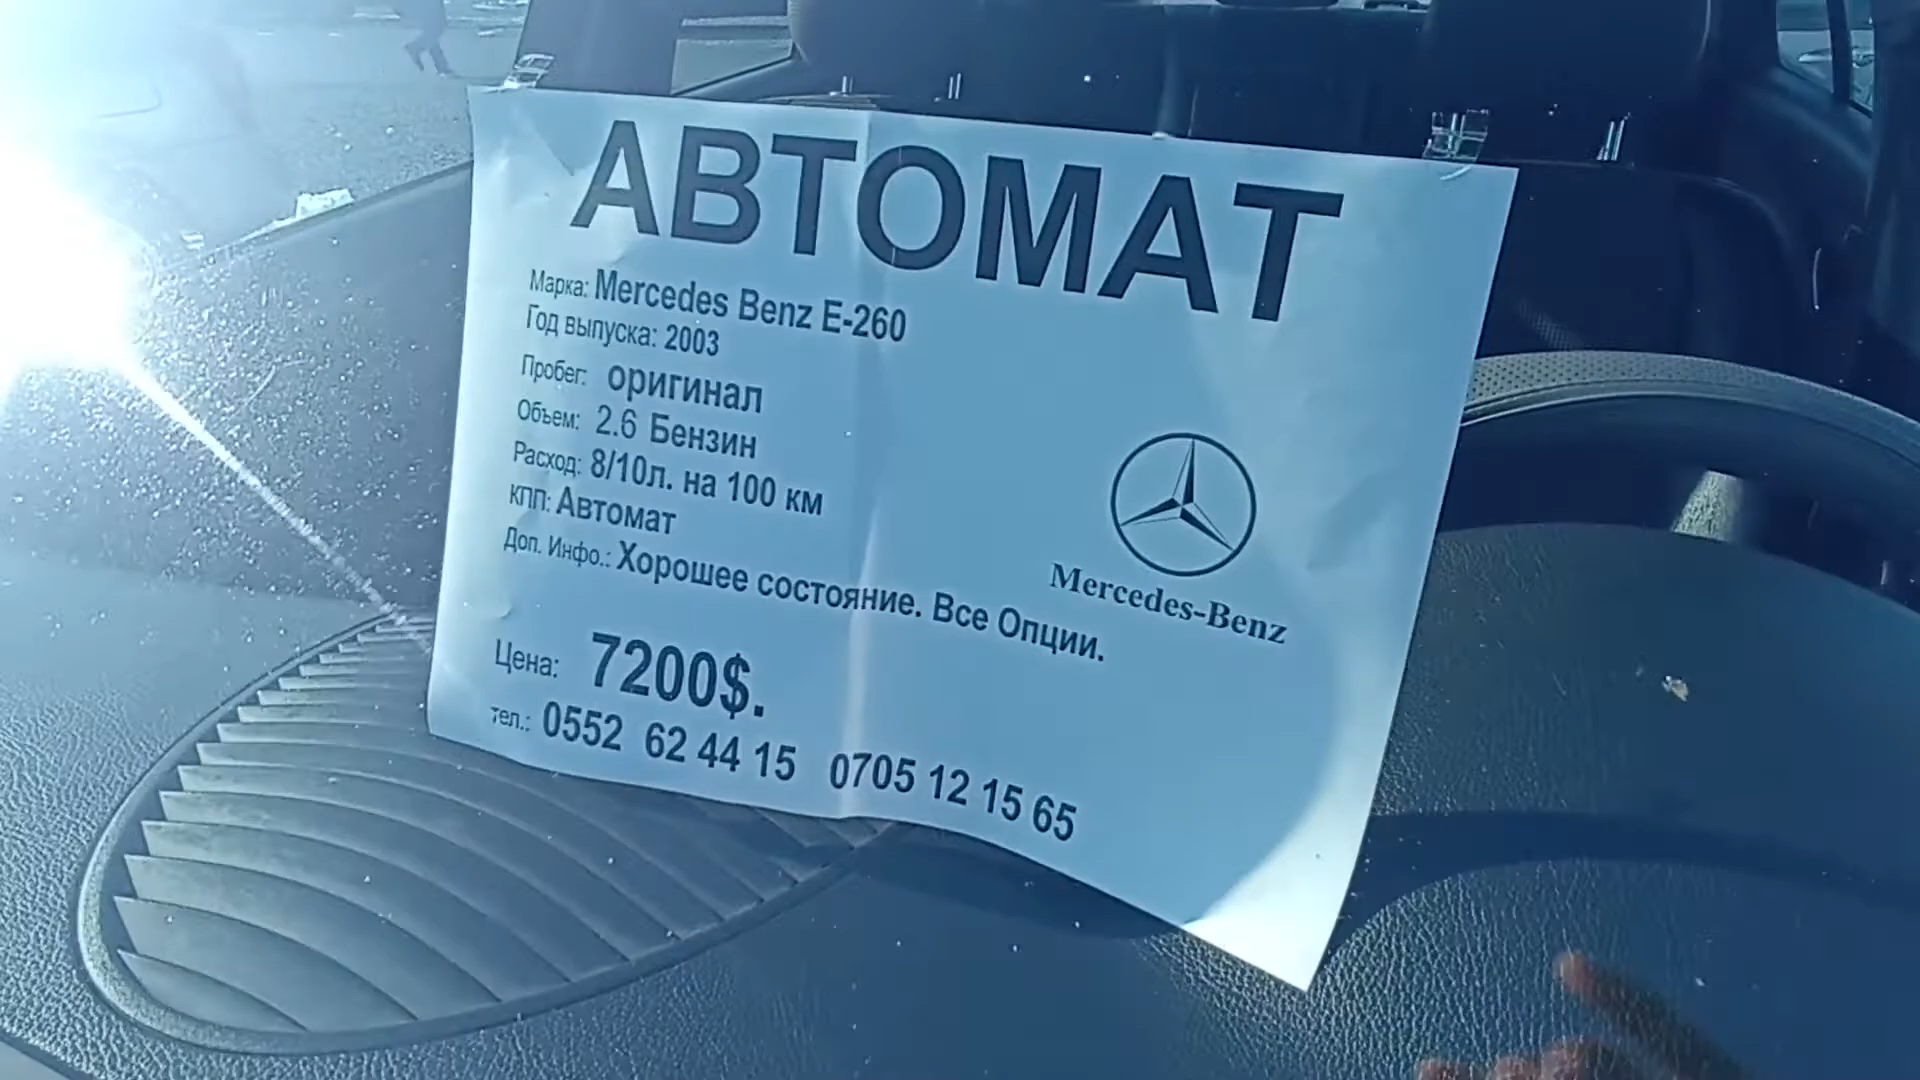 АВТОМАТ
Марка: Mercedes Benz E-260
Год выпуска: 2003
Пробег: оригинал
Объем: 2.6 Бензин
Расход: 8/10л. на 100 км
КПП: Автомат
Доп. Инфо.: Хорошее состояние. Все Опции.
Mercedes-Benz
Цена: 7200$.
тел.: 0552 62 44 15 0705 12 15 65